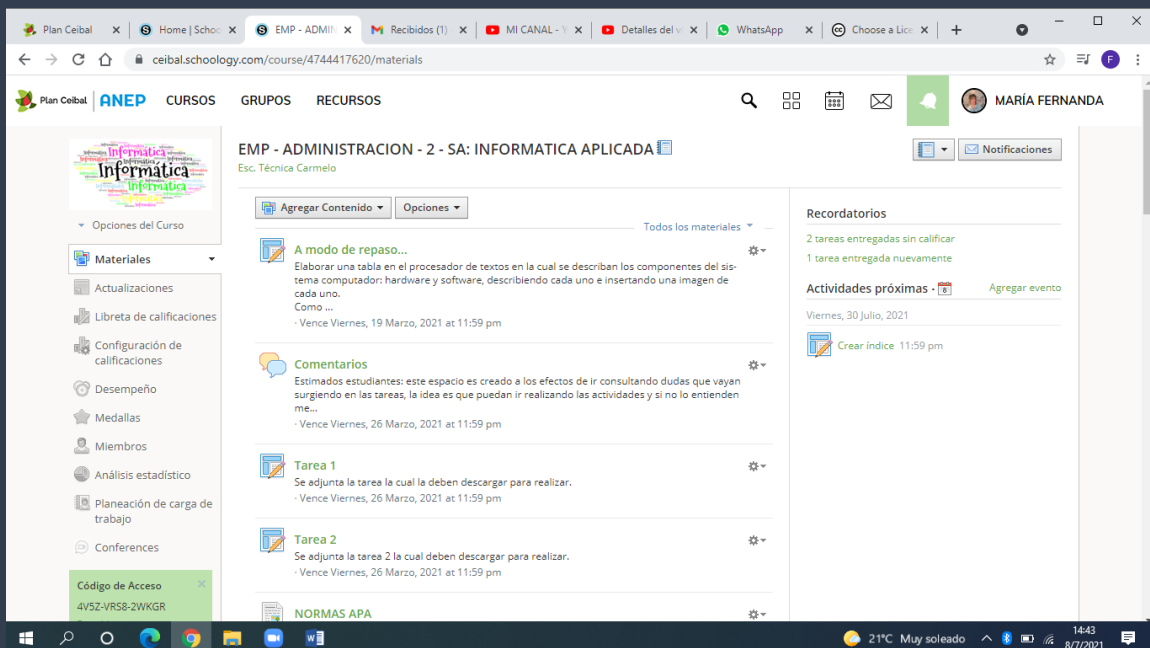 Plan Ceibal
Home | Schoo
EMP - ADMIN
Recibidos (1)
MI CANAL - Y
Detalles del v
WhatsApp
Choose a Lice
ceibal.schoology.com/course/4744417620/materials
F
Plan Ceibal ANEP CURSOS GRUPOS RECURSOS MARÍA FERNANDA
Informática
Informática
Informática
Opciones del Curso
Materiales
Actualizaciones
Libreta de calificaciones
Configuración de
calificaciones
Desempeño
Medallas
Miembros
Análisis estadístico
Planeación de carga de
trabajo
Conferences
Código de Acceso
4V5Z-VRS8-2WKGR
EMP - ADMINISTRACION - 2 - SA: INFORMATICA APLICADA
Esc. Técnica Carmelo
Notificaciones
Agregar Contenido Opciones
Todos los materiales
A modo de repaso...
Elaborar una tabla en el procesador de textos en la cual se describan los componentes del sis-
tema computador: hardware y software, describiendo cada uno e insertando una imagen de
cada uno.
Como ...
· Vence Viernes, 19 Marzo, 2021 at 11:59 pm
Comentarios
Estimados estudiantes: este espacio es creado a los efectos de ir consultando dudas que vayan
surgiendo en las tareas, la idea es que puedan ir realizando las actividades y si no lo entienden
me...
· Vence Viernes, 26 Marzo, 2021 at 11:59 pm
Tarea 1
Se adjunta la tarea la cual la deben descargar para realizar.
· Vence Viernes, 26 Marzo, 2021 at 11:59 pm
Tarea 2
Se adjunta la tarea 2 la cual deben descargar para realizar.
· Vence Viernes, 26 Marzo, 2021 at 11:59 pm
NORMAS APA
Recordatorios
2 tareas entregadas sin calificar
1 tarea entregada nuevamente
Actividades próximas · 8 Agregar evento
Viernes, 30 Julio, 2021
Crear índice 11:59 pm
21°C Muy soleado
14:43
8/7/2021